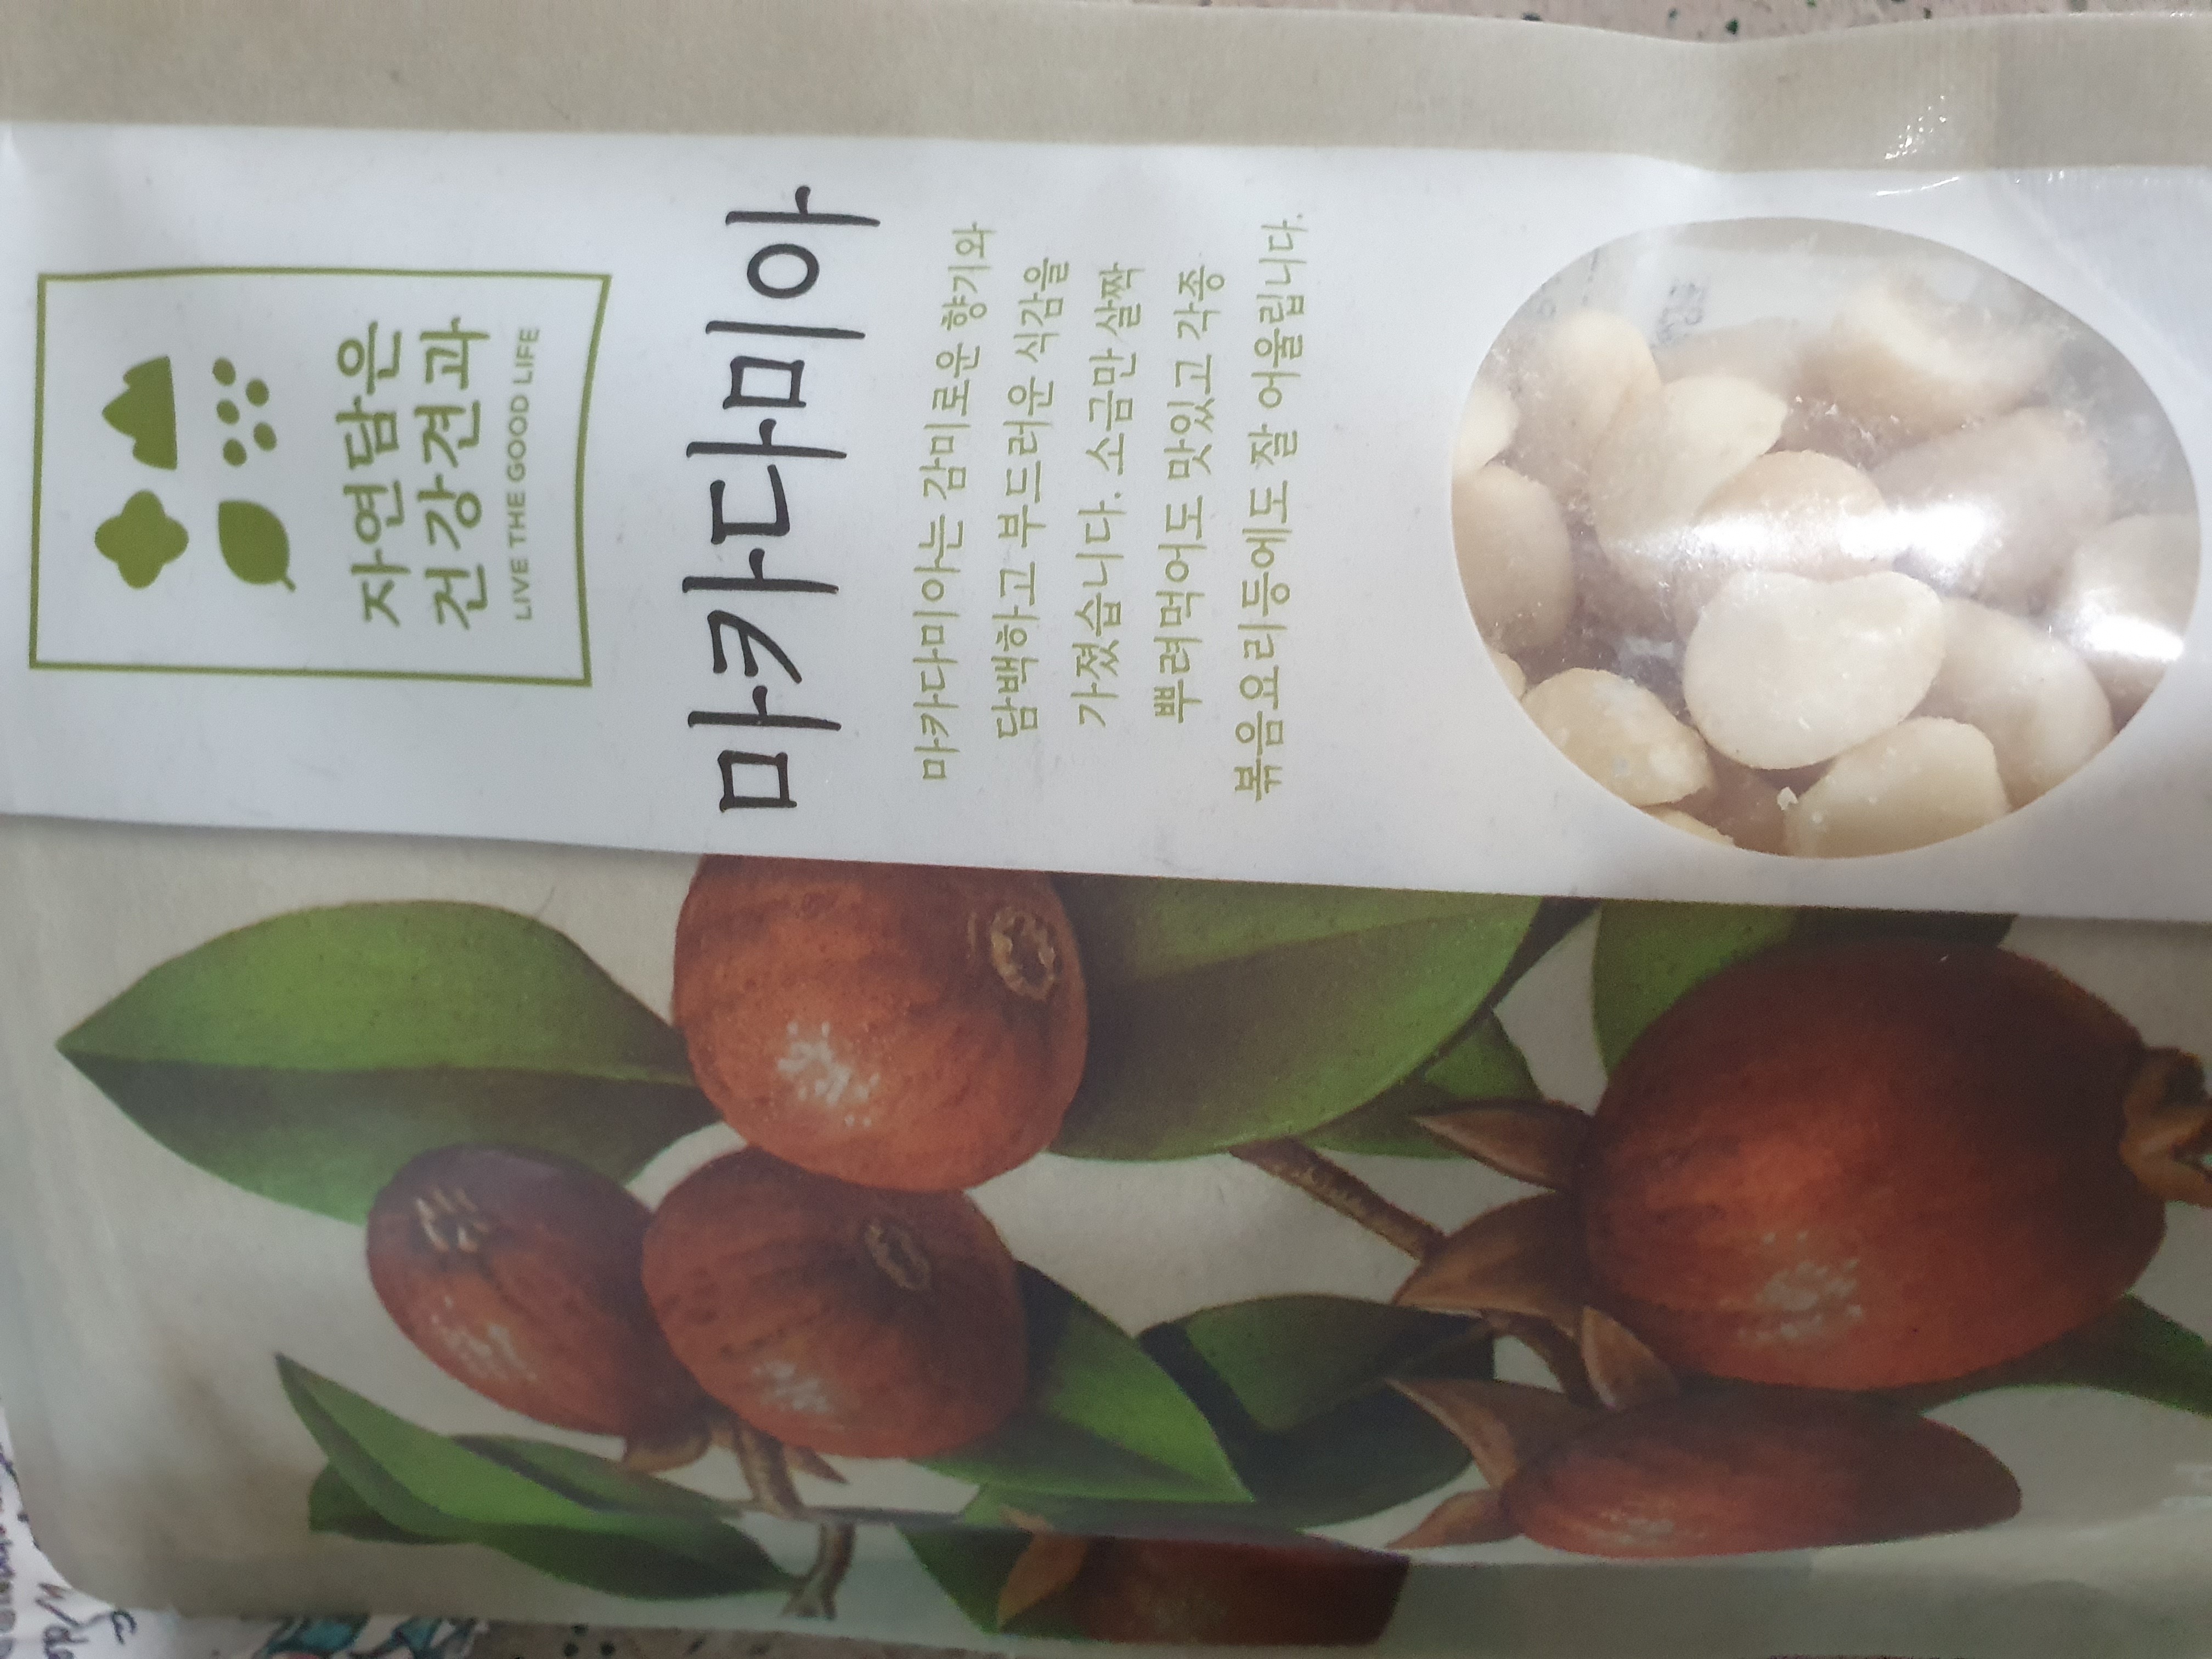 자연담은
건강견과
LIVE THE GOOD LIFE
마카다미아
마카다미아는 감미로운 향기와
담백하고 부드러운 식감을
가졌습니다. 소금만 살짝
뿌려먹어도 맛있고 각종
볶음요리등에도 잘 어울립니다.